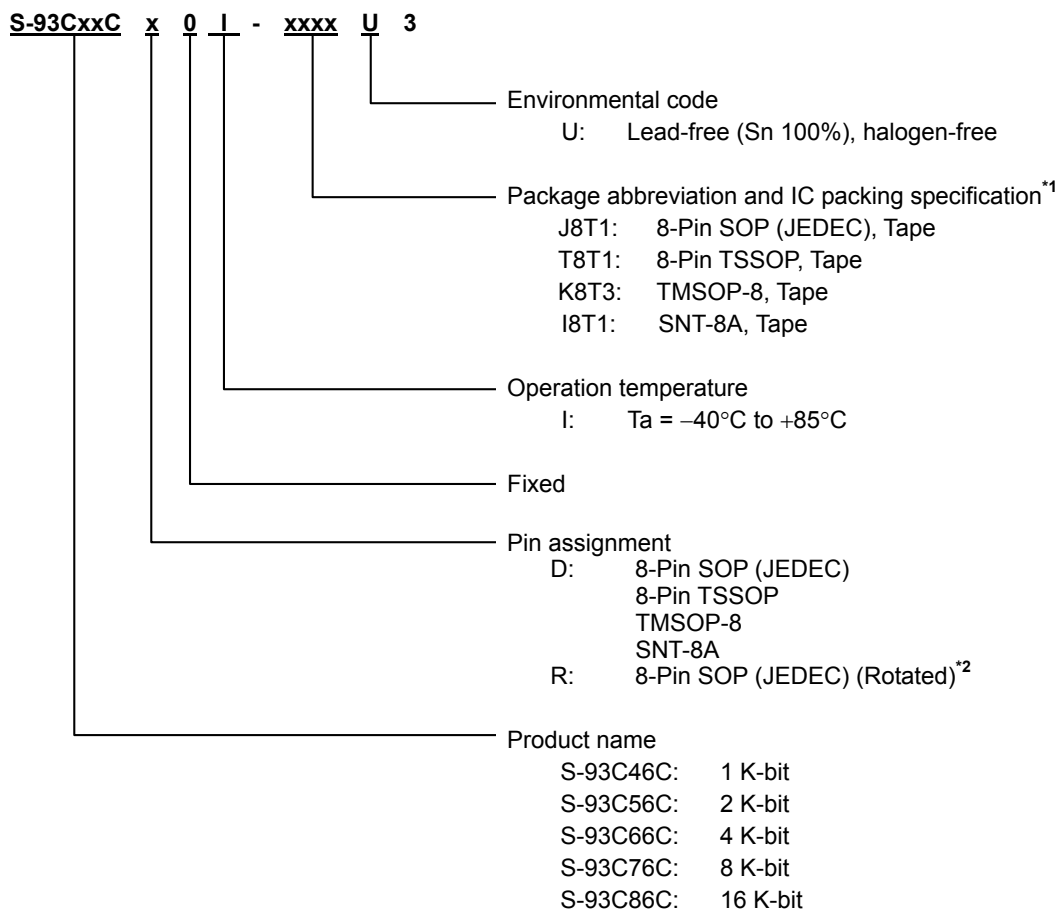 S-93CxxC x 0 I - xxxx U 3
Environmental code
U: Lead-free (Sn 100%), halogen-free
Package abbreviation and IC packing specification*1
J8T1: 8-Pin SOP (JEDEC), Tape
T8T1: 8-Pin TSSOP, Tape
K8T3: TMSOP-8, Tape
I8T1: SNT-8A, Tape
Operation temperature
I: Ta = −40°C to +85°C
Fixed
Pin assignment
D: 8-Pin SOP (JEDEC)
8-Pin TSSOP
TMSOP-8
SNT-8A
R: 8-Pin SOP (JEDEC) (Rotated)*2
Product name
S-93C46C: 1 K-bit
S-93C56C: 2 K-bit
S-93C66C: 4 K-bit
S-93C76C: 8 K-bit
S-93C86C: 16 K-bit